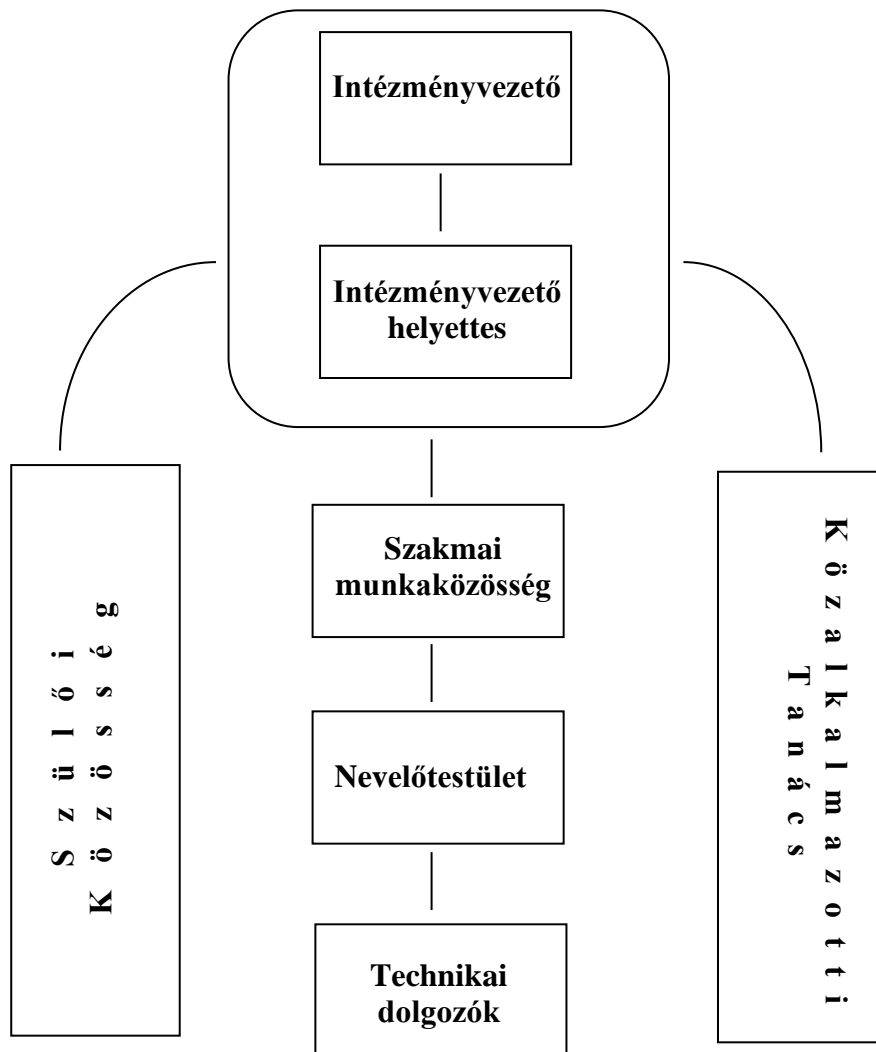 Intézményvezető
Intézményvezető
helyettes
Szakmai
munkaközösség
Nevelőtestület
Technikai
dolgozók
Szülői
Közösség
Közalkalmazotti
Tanács